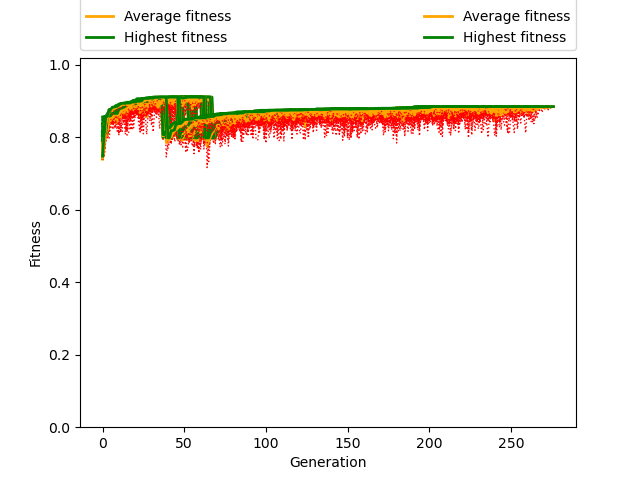 Average fitness Average fitness
Highest fitness Highest fitness
1.0
0.8
0.6
0.4
0.2
0.0
Fitness
0 50 100 150 200 250
Generation